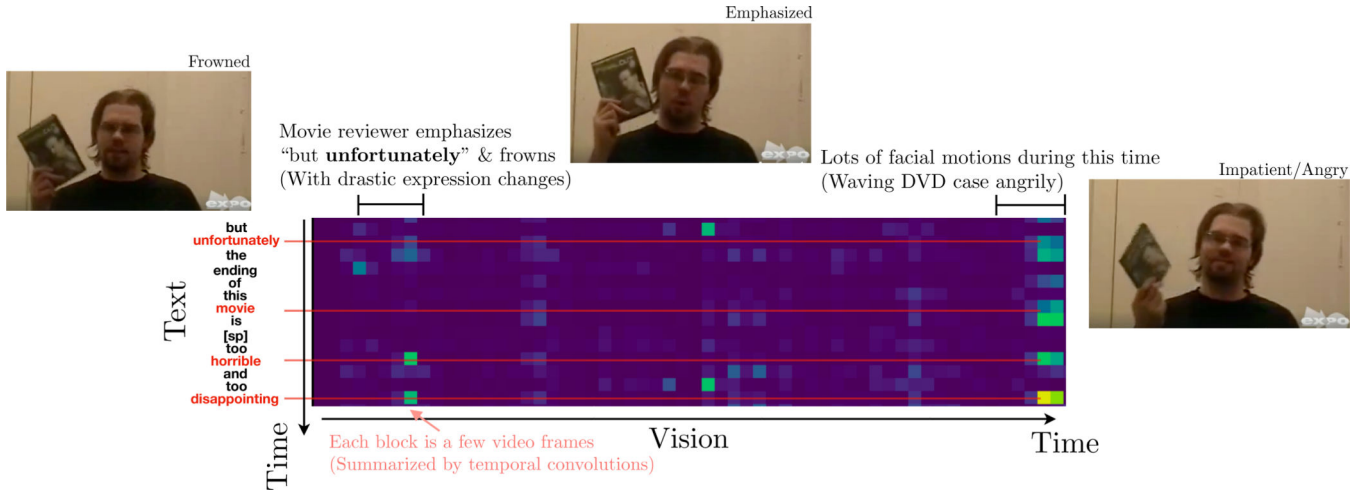 Emphasized
Frowned
Movie reviewer emphasizes
“but unfortunately” & frowns
(With drastic expression changes)
Lots of facial motions during this time
(Waving DVD case angrily)
Impatient/Angry
expo
expo
expo
Text
but
unfortunately
the
ending
of
this
movie
is
[sp]
too
horrible
and
too
disappointing
Time
Each block is a few video frames
(Summarized by temporal convolutions)
Vision
Time